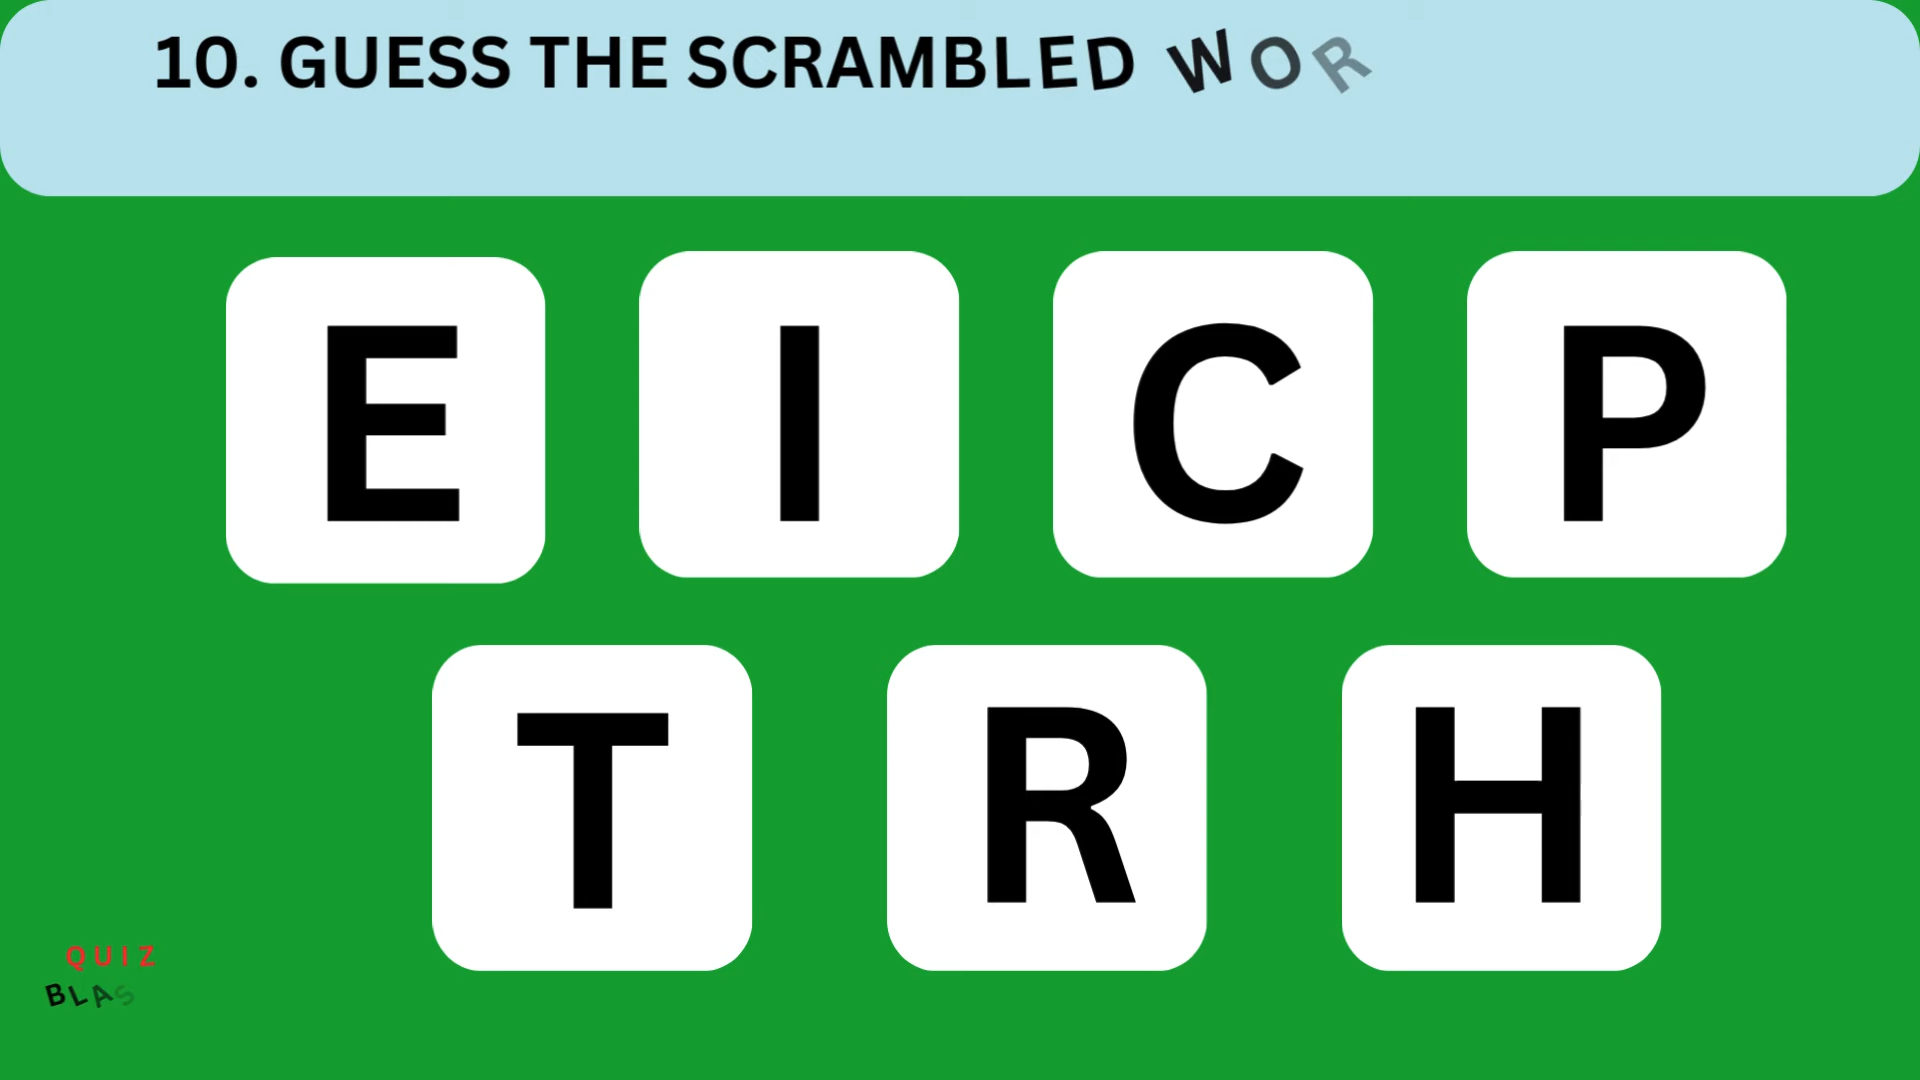 10. GUESS THE SCRAMBLED WOR
E I C P
T R H
QUIZ
BLAS